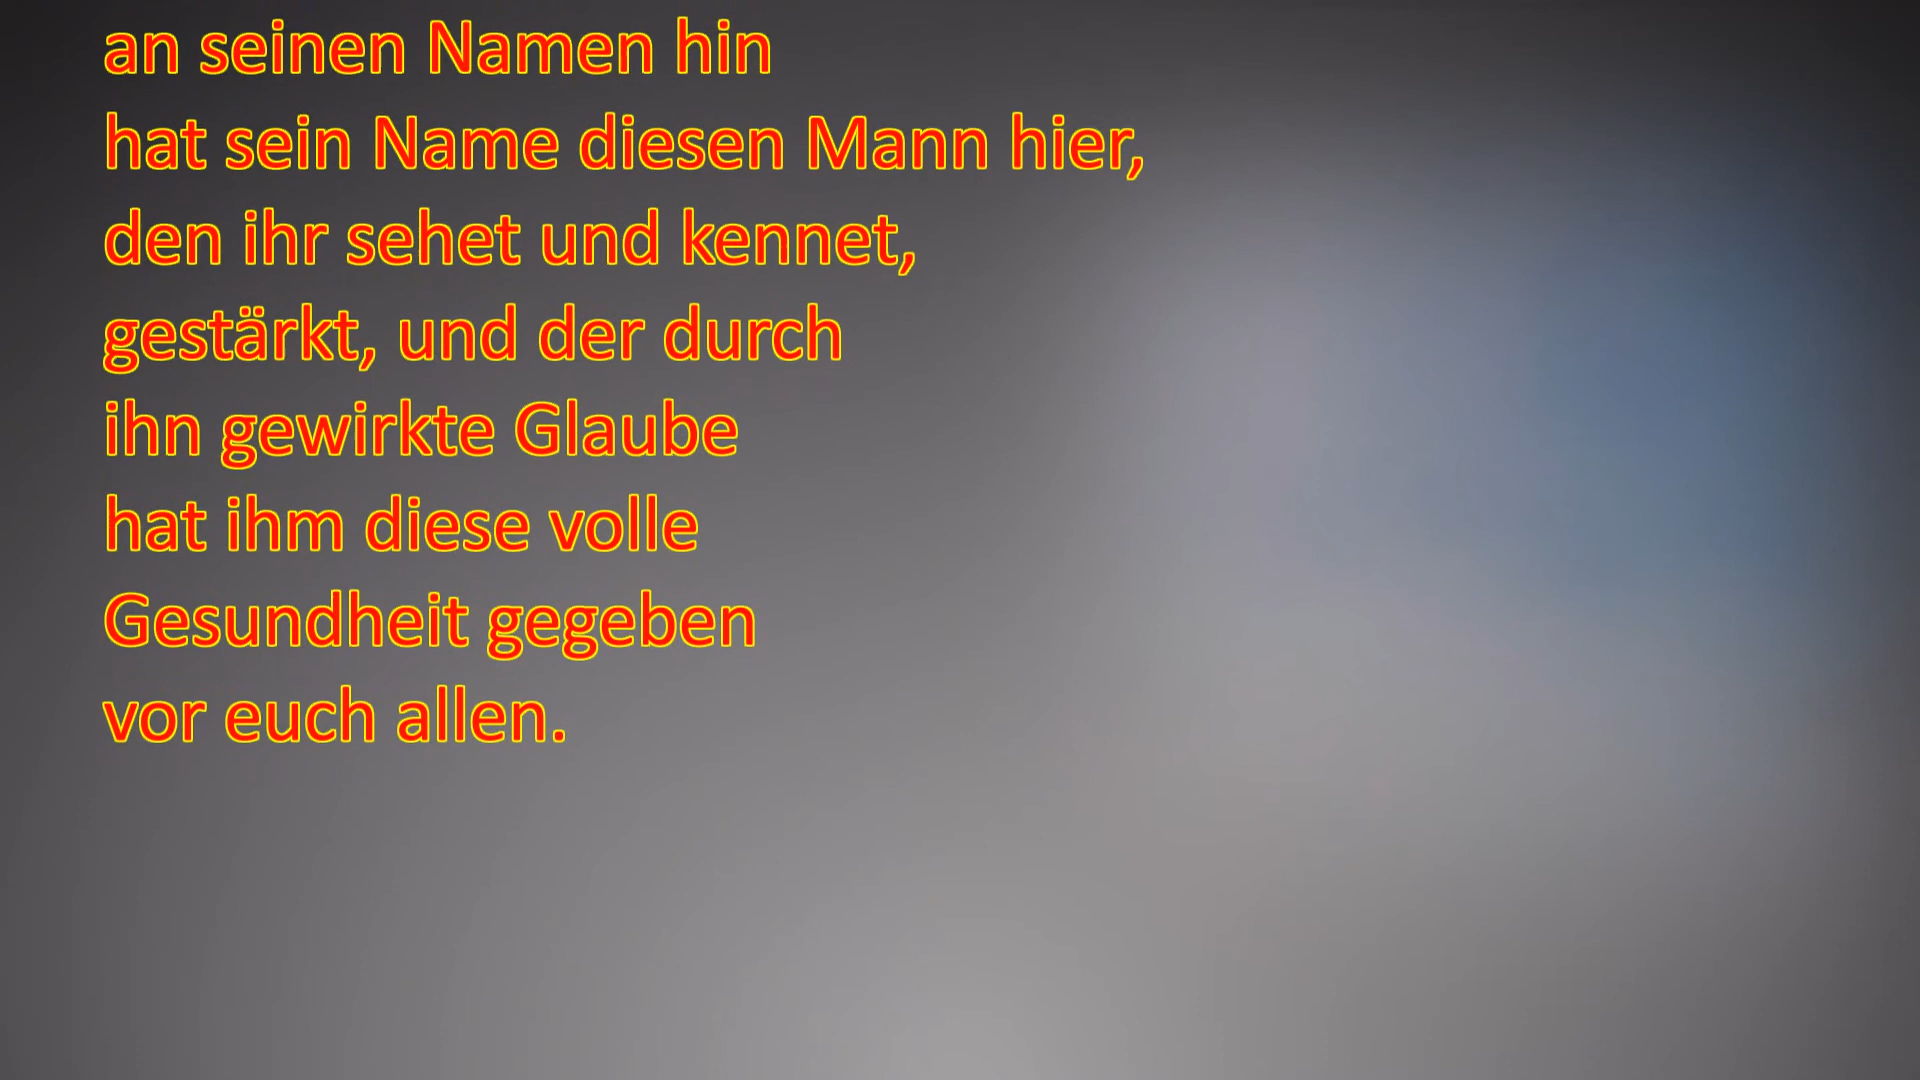 an seinen Namen hin
hat sein Name diesen Mann hier,
den ihr sehet und kennet,
gestärkt, und der durch
ihn gewirkte Glaube
hat ihm diese volle
Gesundheit gegeben
vor euch allen.